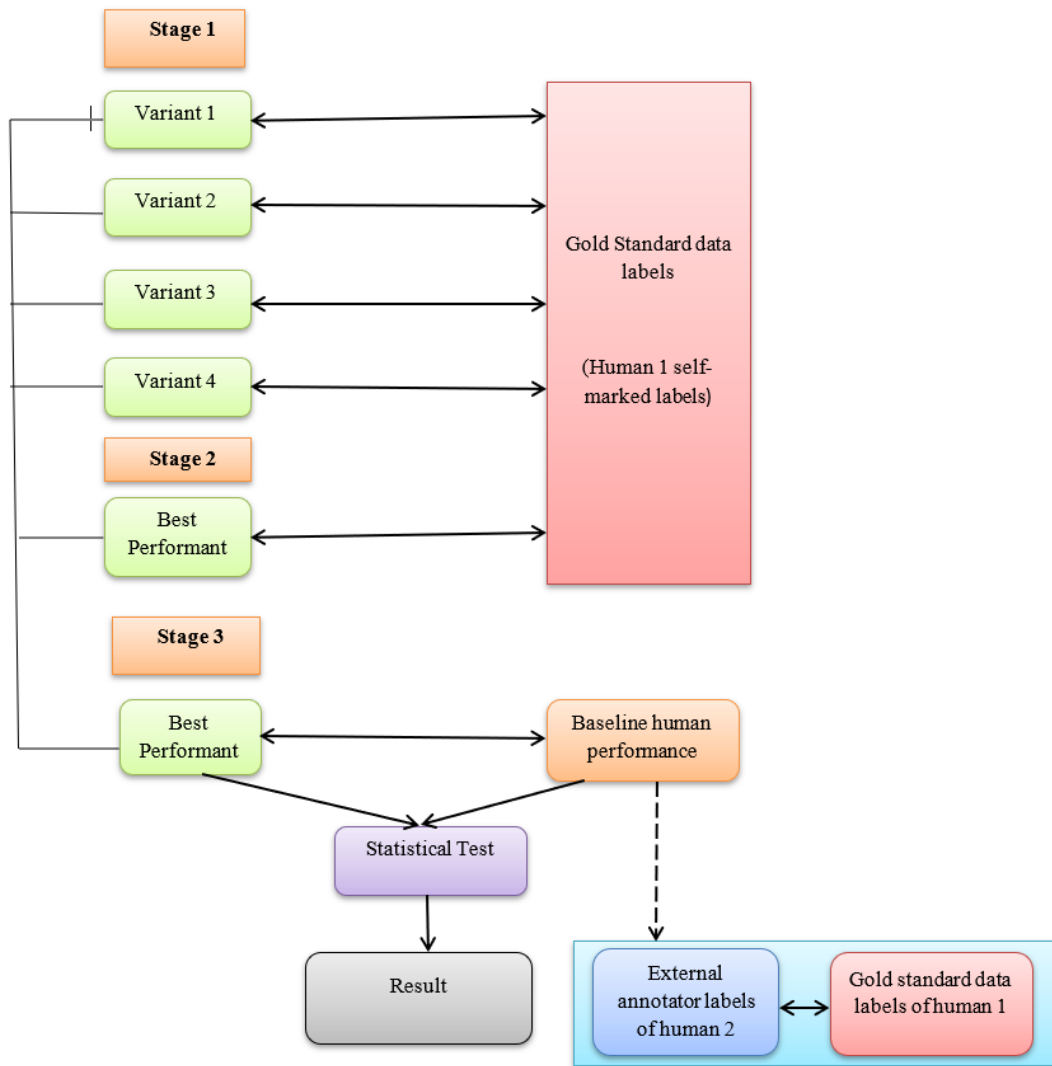 Stage 1
Variant 1
Variant 2
Variant 3
Variant 4
Gold Standard data
labels
(Human 1 self-
marked labels)
Stage 2
Best
Performant
Stage 3
Best
Performant
Baseline human
performance
Statistical Test
Result
External
annotator labels
of human 2
Gold standard data
labels of human 1